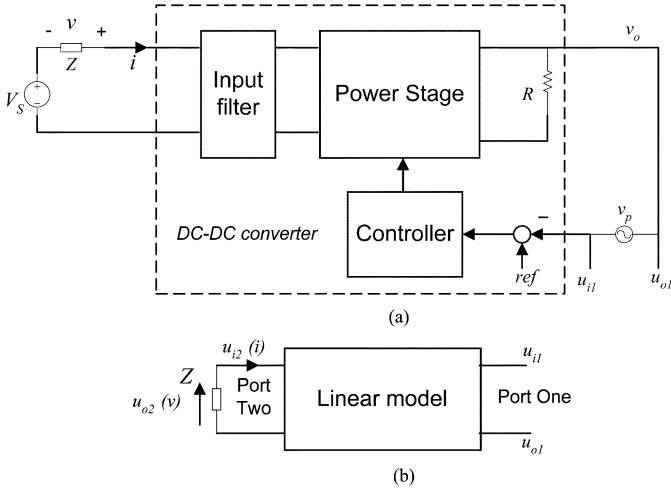 - v +
Z
i
V_S
+
−
Input filter
Power Stage
R
v_o
DC-DC converter
Controller
−
ref
v_p
u_i1
u_o1
(a)
u_i2 (i)
Z
u_o2 (v)
Port Two
Linear model
u_i1
Port One
u_o1
(b)